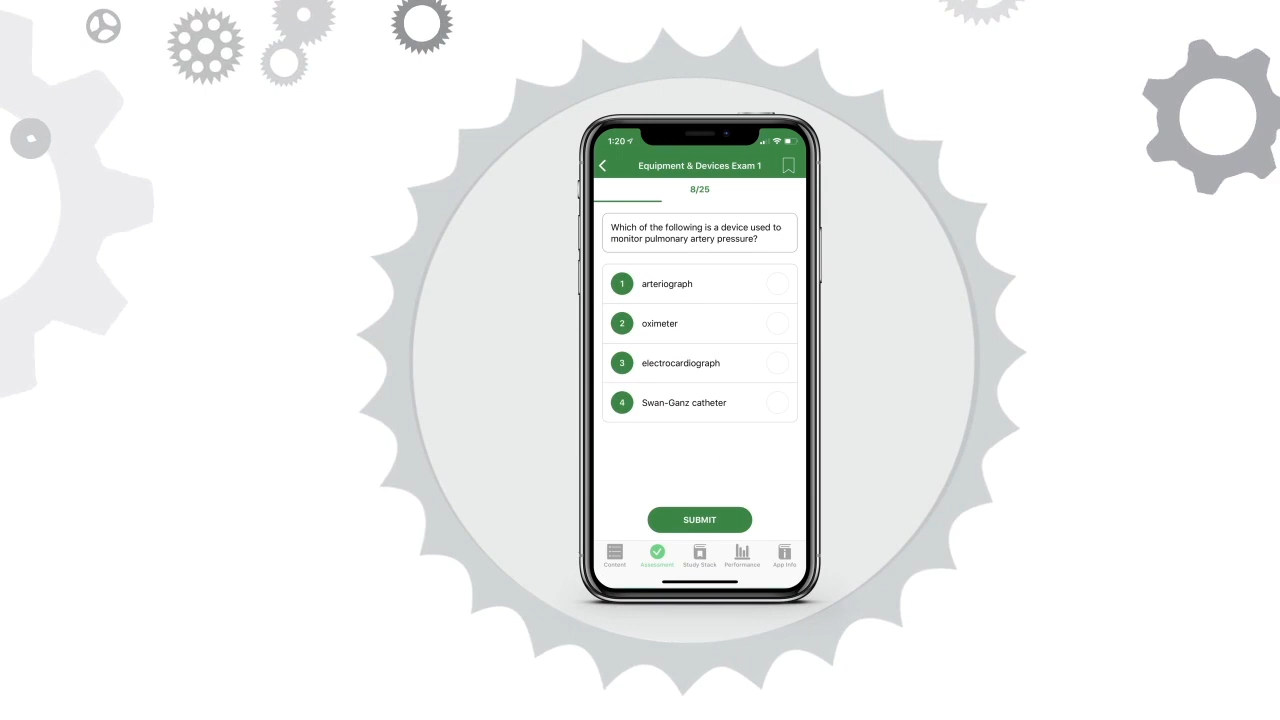 1:20
Equipment & Devices Exam 1
8/25
Which of the following is a device used to
monitor pulmonary artery pressure?
1 arteriograph
2 oximeter
3 electrocardiograph
4 Swan-Ganz catheter
SUBMIT
Content Assessment Study Stack Performance App Info